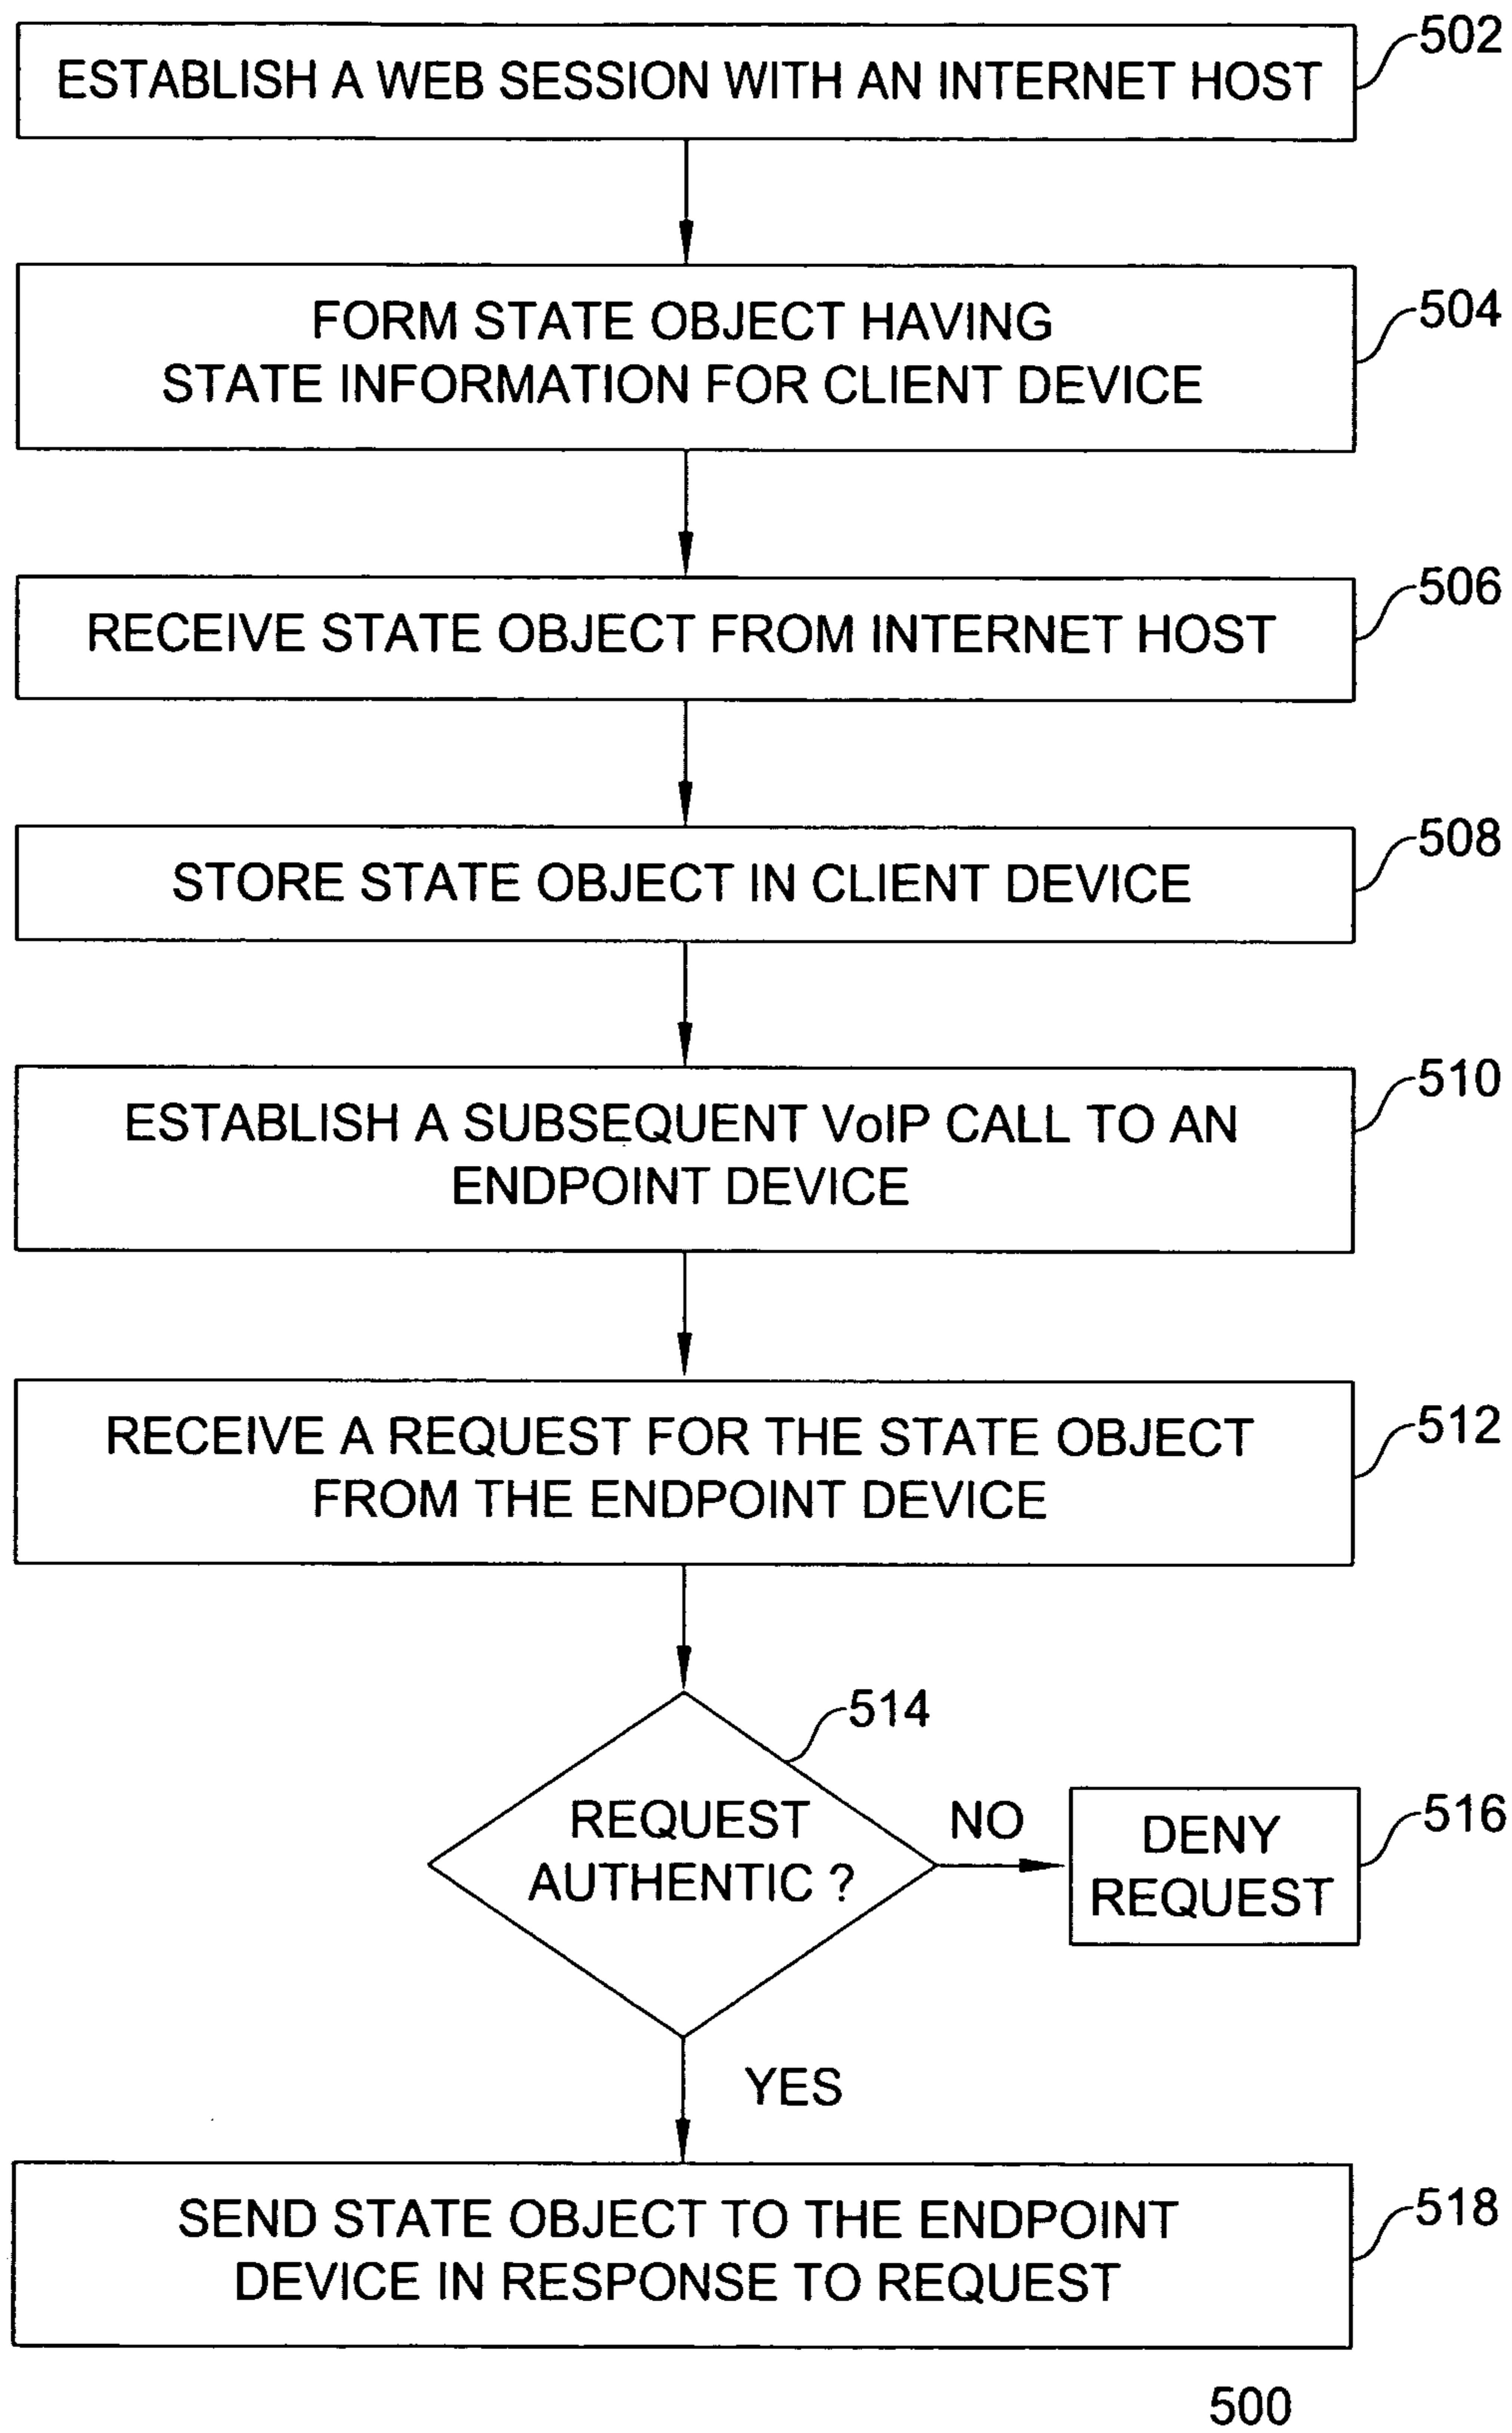 502
ESTABLISH A WEB SESSION WITH AN INTERNET HOST
504
FORM STATE OBJECT HAVING
STATE INFORMATION FOR CLIENT DEVICE
506
RECEIVE STATE OBJECT FROM INTERNET HOST
508
STORE STATE OBJECT IN CLIENT DEVICE
510
ESTABLISH A SUBSEQUENT VoIP CALL TO AN
ENDPOINT DEVICE
512
RECEIVE A REQUEST FOR THE STATE OBJECT
FROM THE ENDPOINT DEVICE
514
REQUEST
AUTHENTIC ?
NO
516
DENY
REQUEST
YES
518
SEND STATE OBJECT TO THE ENDPOINT
DEVICE IN RESPONSE TO REQUEST
500